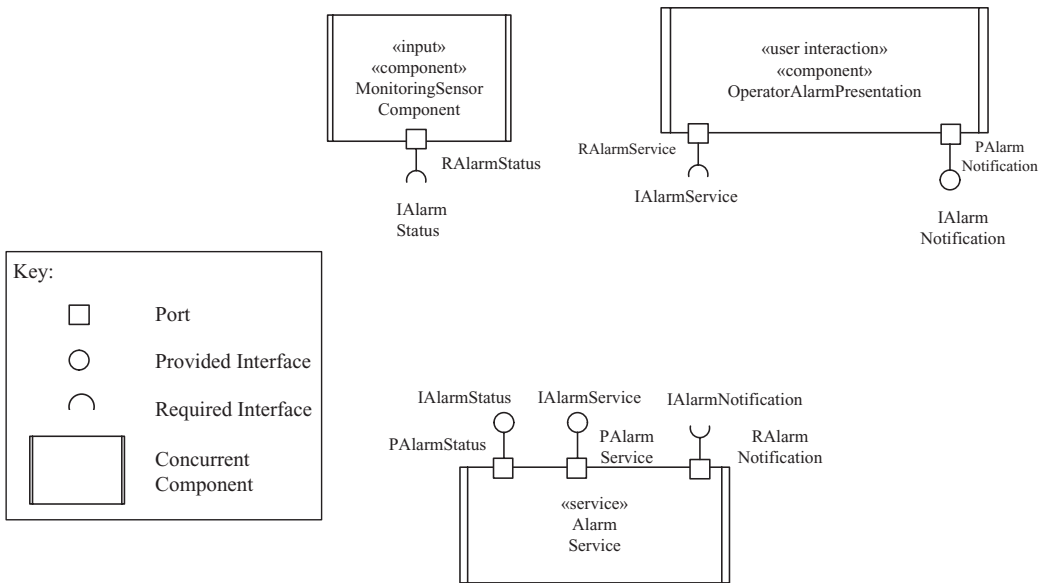 «input»
«component»
MonitoringSensor
Component
RAlarmStatus
IAlarm
Status
«user interaction»
«component»
OperatorAlarmPresentation
RAlarmService
IAlarmService
PAlarm
Notification
IAlarm
Notification
Key:
Port
Provided Interface
Required Interface
Concurrent
Component
IAlarmStatus
IAlarmService
IAlarmNotification
PAlarmStatus
PAlarm
Service
RAlarm
Notification
«service»
Alarm
Service